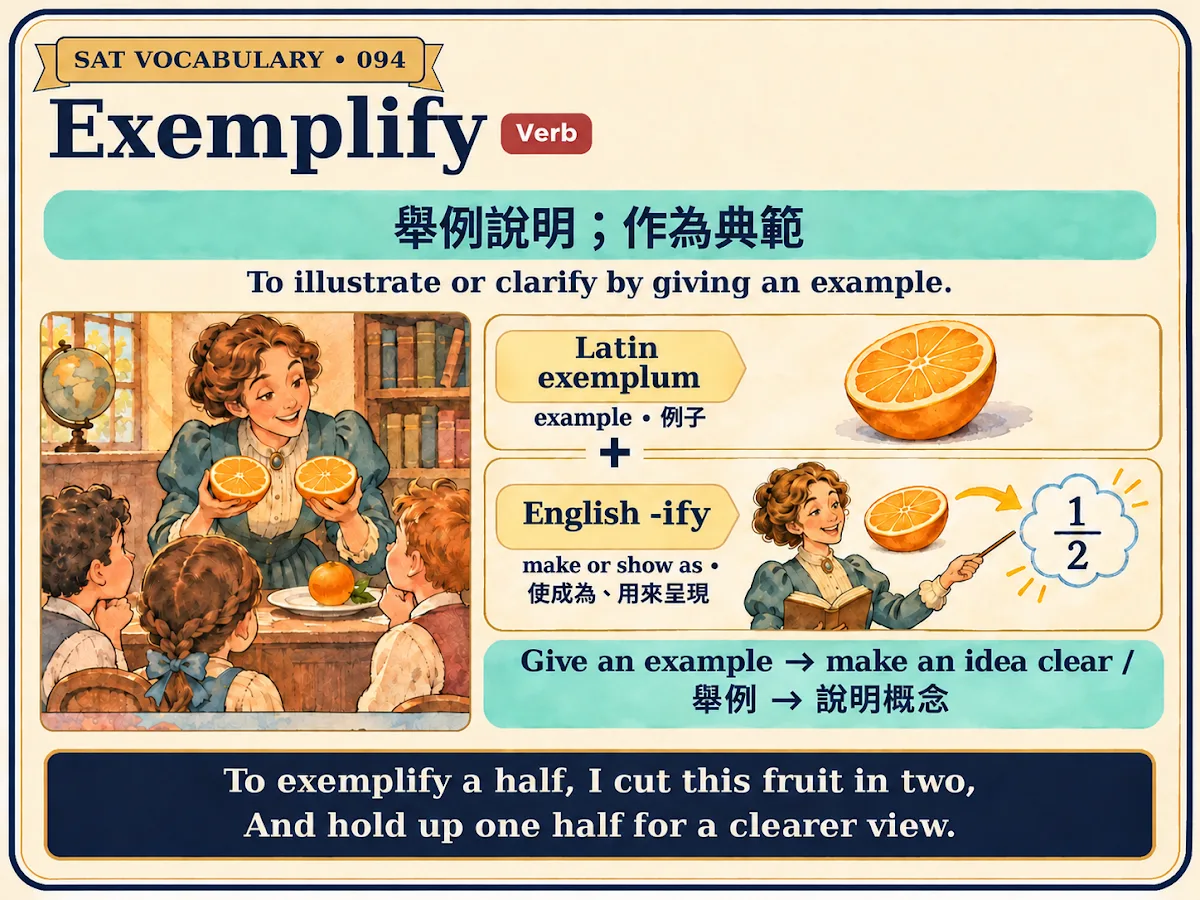 SAT VOCABULARY • 094
Exemplify
Verb
舉例說明；作為典範
To illustrate or clarify by giving an example.
Latin
exemplum
example • 例子
+
English -ify
make or show as •
使成為、用來呈現
1
2
Give an example → make an idea clear /
舉例 → 說明概念
To exemplify a half, I cut this fruit in two,
And hold up one half for a clearer view.